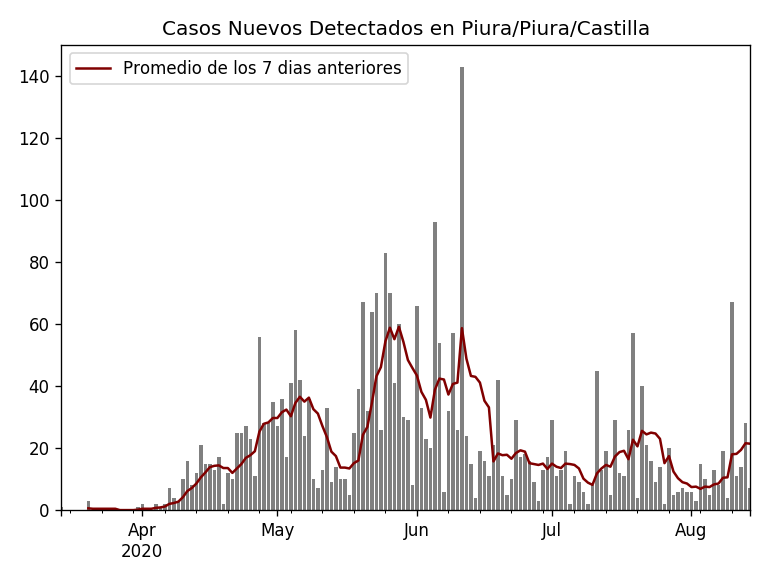 Casos Nuevos Detectados en Piura/Piura/Castilla
Promedio de los 7 dias anteriores
140
120
100
80
60
40
20
0
Apr
May
Jun
Jul
Aug
2020